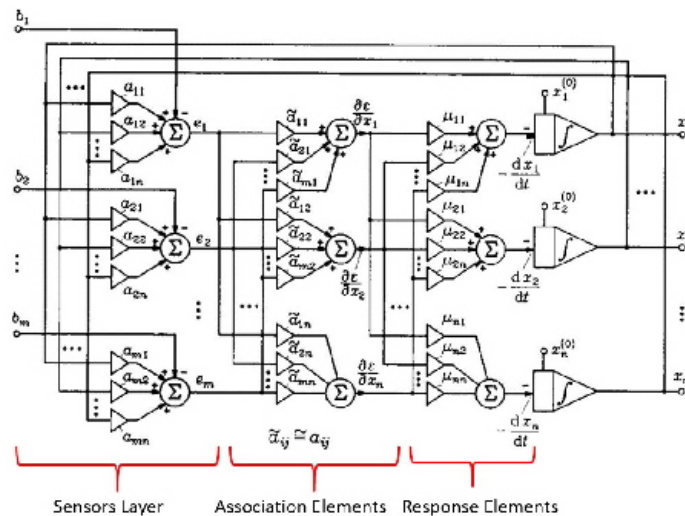 b₁
a₁₁
a₁₂
a₁ₙ
Σ
e₁
ã₁₁
ã₂₁
ãₘ₁
Σ
∂ε/∂x₁
μ₁₁
μ₁₂
μ₁ₙ
Σ
x₁⁽⁰⁾
∫
- dx₁/dt
b₂
a₂₁
a₂₂
a₂ₙ
Σ
e₂
ã₁₂
ã₂₂
ãₘ₂
Σ
∂ε/∂x₂
μ₂₁
μ₂₂
μ₂ₙ
Σ
x₂⁽⁰⁾
∫
- dx₂/dt
bₘ
aₘ₁
aₘ₂
aₘₙ
Σ
eₘ
ã₁ₙ
ã₂ₙ
ãₘₙ
Σ
∂ε/∂xₙ
μₙ₁
μₙ₂
μₙₙ
Σ
xₙ⁽⁰⁾
∫
- dxₙ/dt
ãᵢⱼ ≅ aᵢⱼ
Sensors Layer Association Elements Response Elements